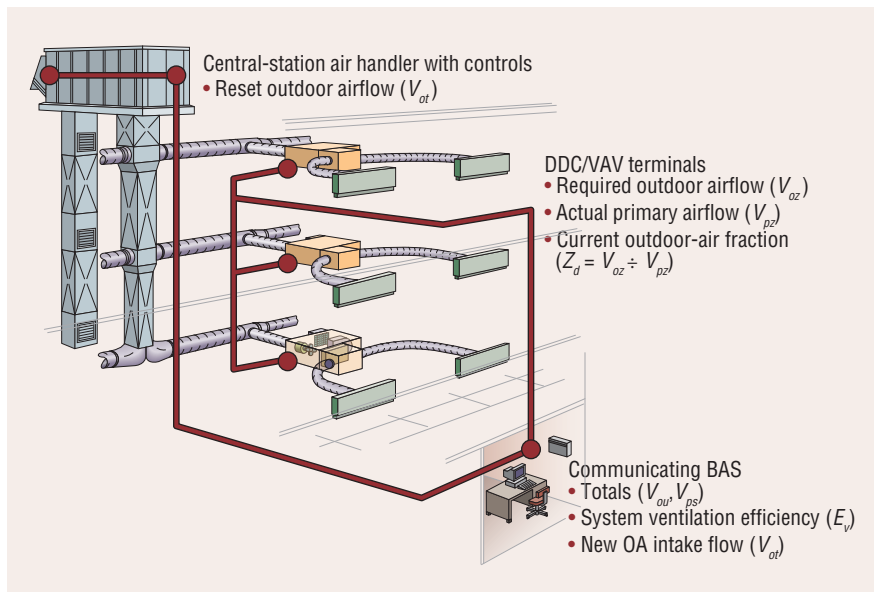 Central-station air handler with controls
• Reset outdoor airflow (Vot)
DDC/VAV terminals
• Required outdoor airflow (Voz)
• Actual primary airflow (Vpz)
• Current outdoor-air fraction
(Zd = Voz ÷ Vpz)
Communicating BAS
• Totals (Vou,Vps)
• System ventilation efficiency (Ev)
• New OA intake flow (Vot)